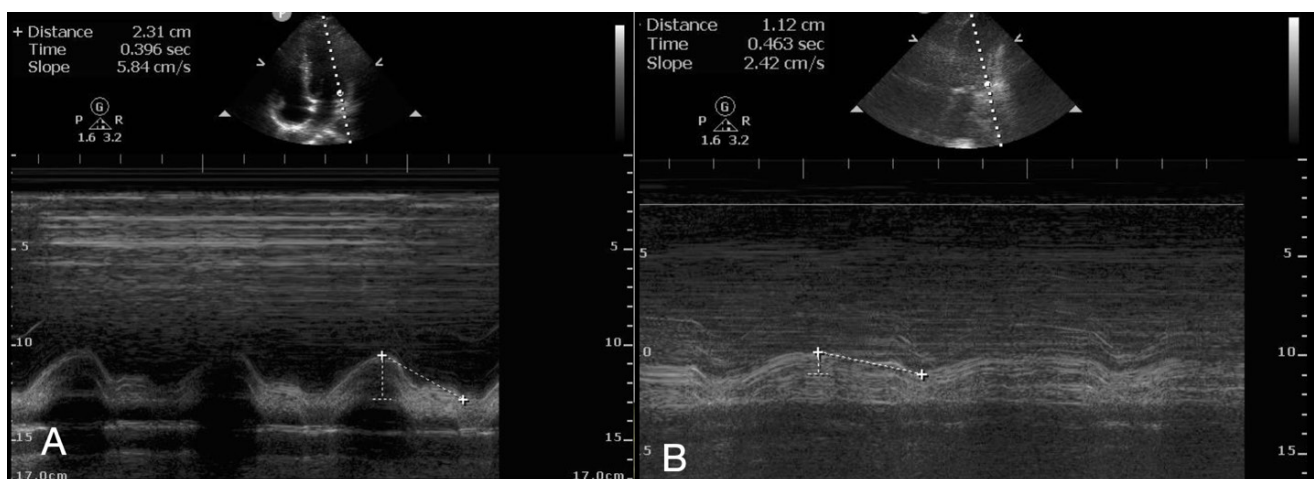 + Distance 2.31 cm
Time 0.396 sec
Slope 5.84 cm/s
G
P R
1.6 3.2
5 5
10 10
15 15
17.0cm 17.0cm
A
Distance 1.12 cm
Time 0.463 sec
Slope 2.42 cm/s
G
P R
1.6 3.2
5 5
0 10
5 15
B